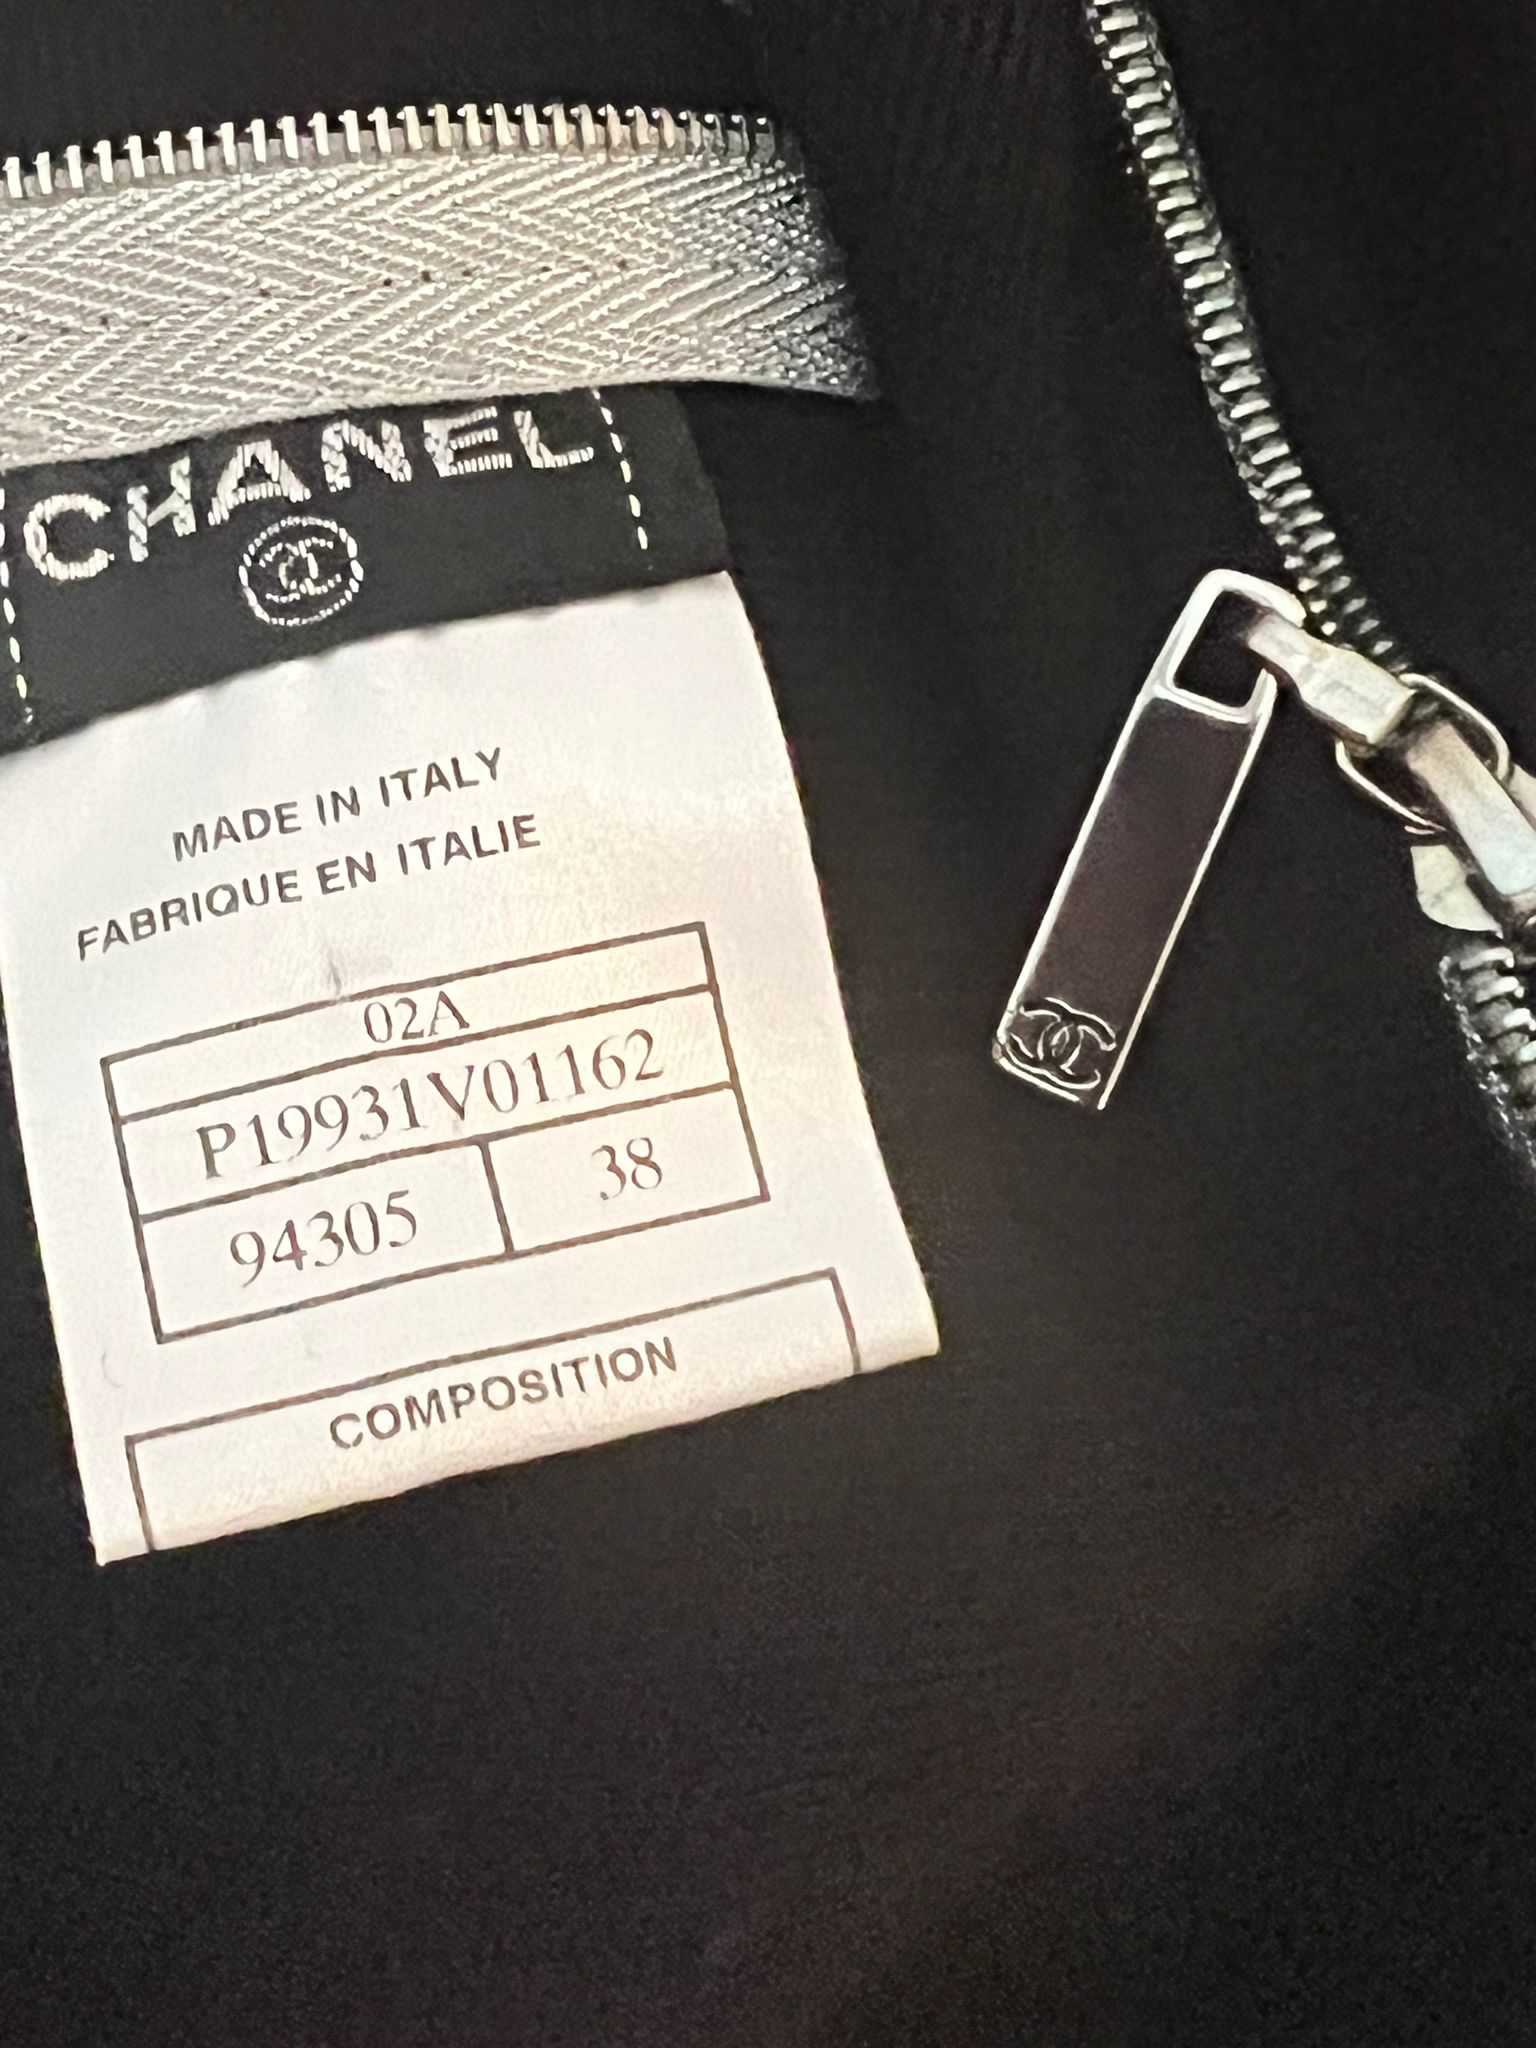 CHANEL
MADE IN ITALY
FABRIQUE EN ITALIE
02A
P19931V01162
94305 38
COMPOSITION